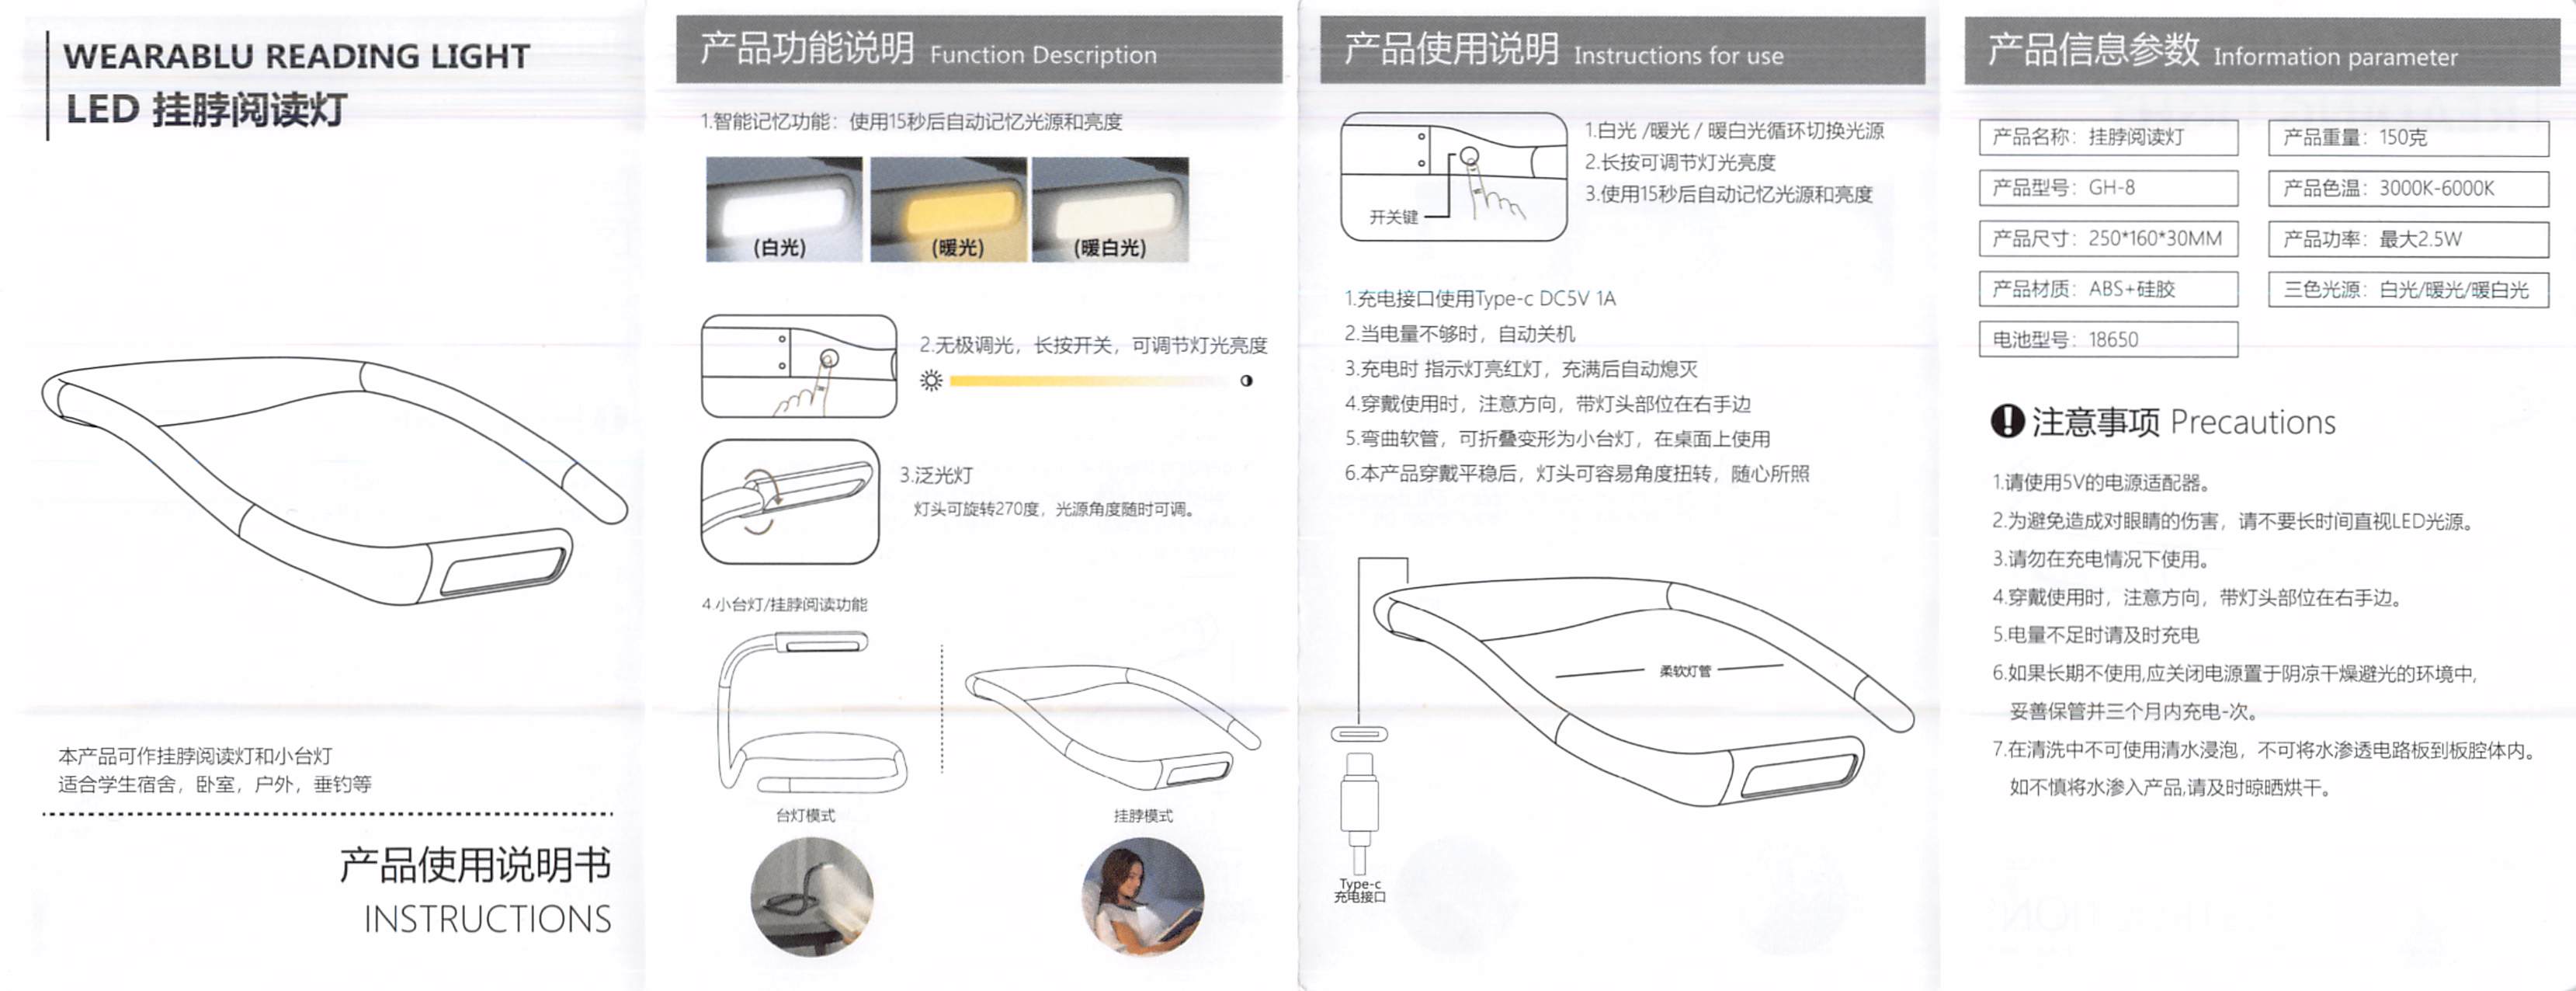 WEARABLU READING LIGHT
LED 挂脖阅读灯
本产品可作挂脖阅读灯和小台灯
适合学生宿舍，卧室，户外，垂钓等
产品使用说明书
INSTRUCTIONS
产品功能说明 Function Description
1.智能记忆功能：使用15秒后自动记忆光源和亮度
(白光)
(暖光)
(暖白光)
2.无极调光，长按开关，可调节灯光亮度
3.泛光灯
灯头可旋转270度，光源角度随时可调。
4.小台灯/挂脖阅读功能
台灯模式
挂脖模式
产品使用说明 Instructions for use
开关键
1.白光 /暖光 / 暖白光循环切换光源
2.长按可调节灯光亮度
3.使用15秒后自动记忆光源和亮度
1.充电接口使用Type-c DC5V 1A
2.当电量不够时，自动关机
3.充电时 指示灯亮红灯，充满后自动熄灭
4.穿戴使用时，注意方向，带灯头部位在右手边
5.弯曲软管，可折叠变形为小台灯，在桌面上使用
6.本产品穿戴平稳后，灯头可容易角度扭转，随心所照
柔软灯管
Type-c
充电接口
产品信息参数 Information parameter
产品名称：挂脖阅读灯
产品重量：150克
产品型号：GH-8
产品色温：3000K-6000K
产品尺寸：250*160*30MM
产品功率：最大2.5W
产品材质：ABS+硅胶
三色光源：白光/暖光/暖白光
电池型号：18650
注意事项 Precautions
1.请使用5V的电源适配器。
2.为避免造成对眼睛的伤害，请不要长时间直视LED光源。
3.请勿在充电情况下使用。
4.穿戴使用时，注意方向，带灯头部位在右手边。
5.电量不足时请及时充电
6.如果长期不使用,应关闭电源置于阴凉干燥避光的环境中,
妥善保管并三个月内充电-次。
7.在清洗中不可使用清水浸泡，不可将水渗透电路板到板腔体内。
如不慎将水渗入产品,请及时晾晒烘干。